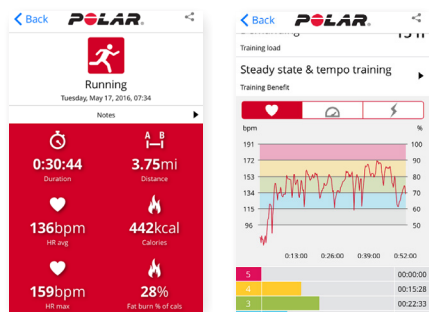 Back
POLAR.
Running
Tuesday, May 17, 2016, 07:34
Notes
0:30:44
Duration
A B
3.75mi
Distance
136bpm
HR avg
442kcal
Calories
159bpm
HR max
28%
Fat burn % of cals
Back
POLAR.
Training load
Steady state & tempo training
Training Benefit
bpm
%
191
100
172
90
153
80
134
70
115
60
96
50
0:13:00
0:26:00
0:39:00
0:52:00
5
00:00:00
4
00:15:28
3
00:22:33